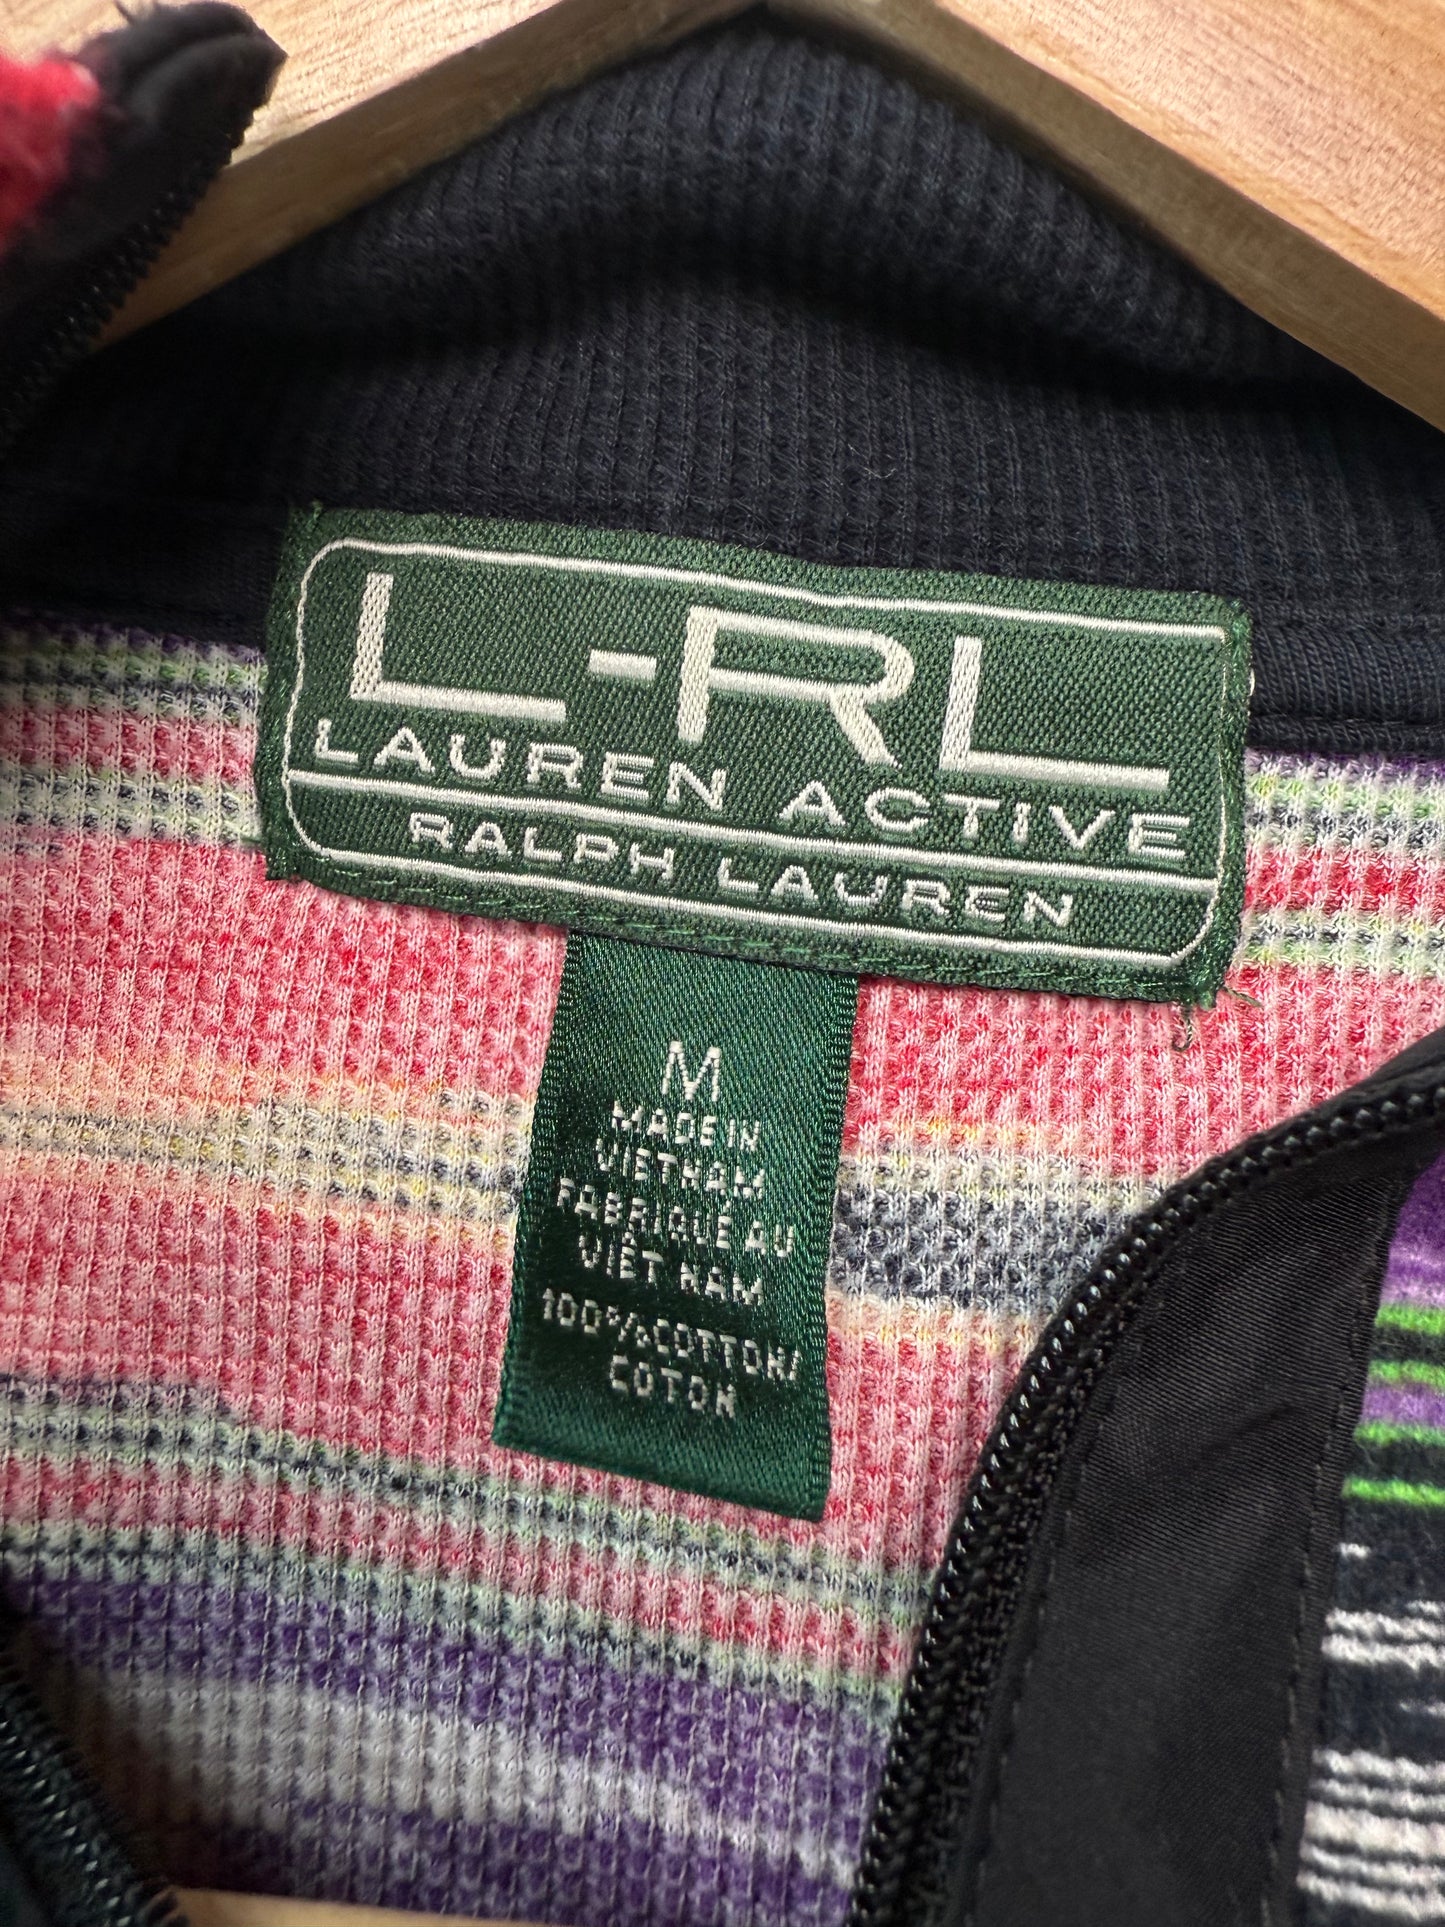 L-RL
LAUREN ACTIVE
RALPH LAUREN
M
MADE IN
VIETNAM
FABRIQUÉ AU
VIÊT NAM
100%COTTON/
COTON